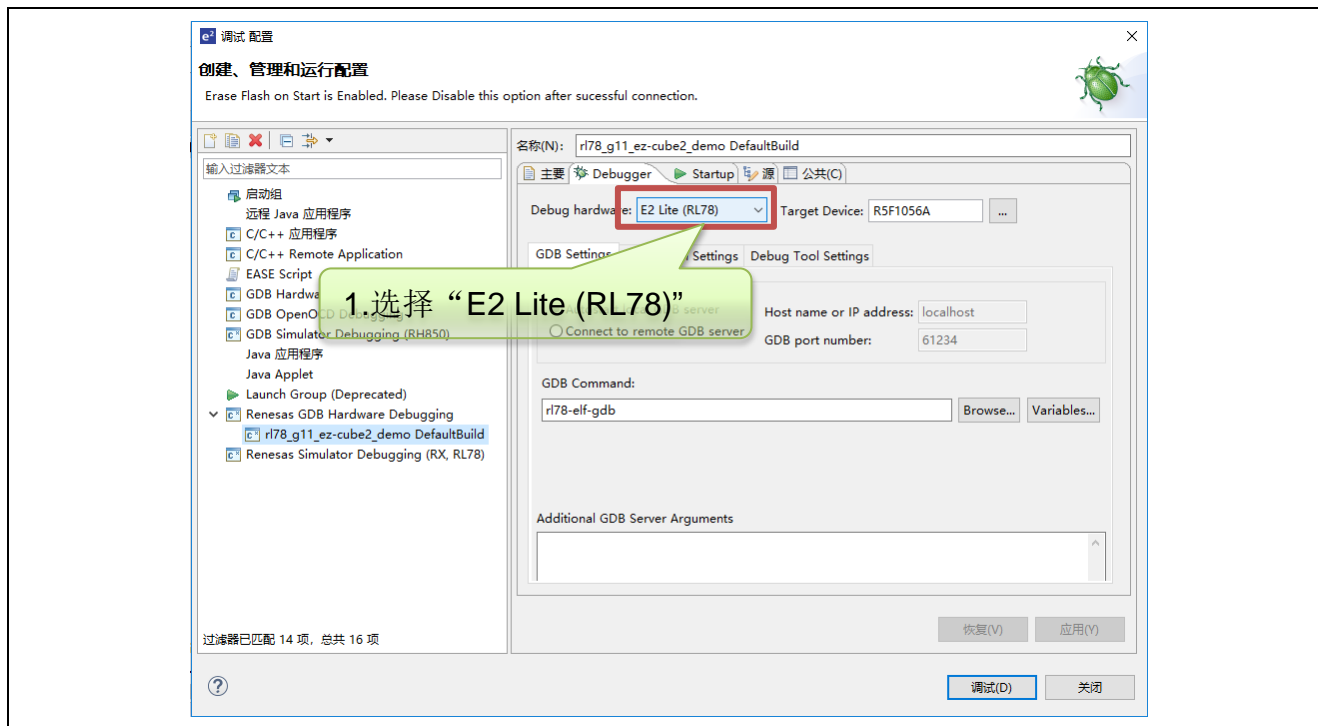 e² 调试 配置
创建、管理和运行配置
Erase Flash on Start is Enabled. Please Disable this option after sucessful connection.
输入过滤器文本
启动组
远程 Java 应用程序
C/C++ 应用程序
C/C++ Remote Application
EASE Script
GDB Hardwa
GDB OpenOCD Debugging
GDB Simulator Debugging (RH850)
Java 应用程序
Java Applet
Launch Group (Deprecated)
Renesas GDB Hardware Debugging
rl78_g11_ez-cube2_demo DefaultBuild
Renesas Simulator Debugging (RX, RL78)
过滤器已匹配 14 项，总共 16 项
名称(N): rl78_g11_ez-cube2_demo DefaultBuild
主要 Debugger Startup 源 公共(C)
Debug hardware: E2 Lite (RL78) Target Device: R5F1056A ...
GDB Settings Settings Debug Tool Settings
1.选择“E2 Lite (RL78)”
server Host name or IP address: localhost
Connect to remote GDB server GDB port number: 61234
GDB Command:
rl78-elf-gdb Browse... Variables...
Additional GDB Server Arguments
恢复(V) 应用(Y)
调试(D) 关闭